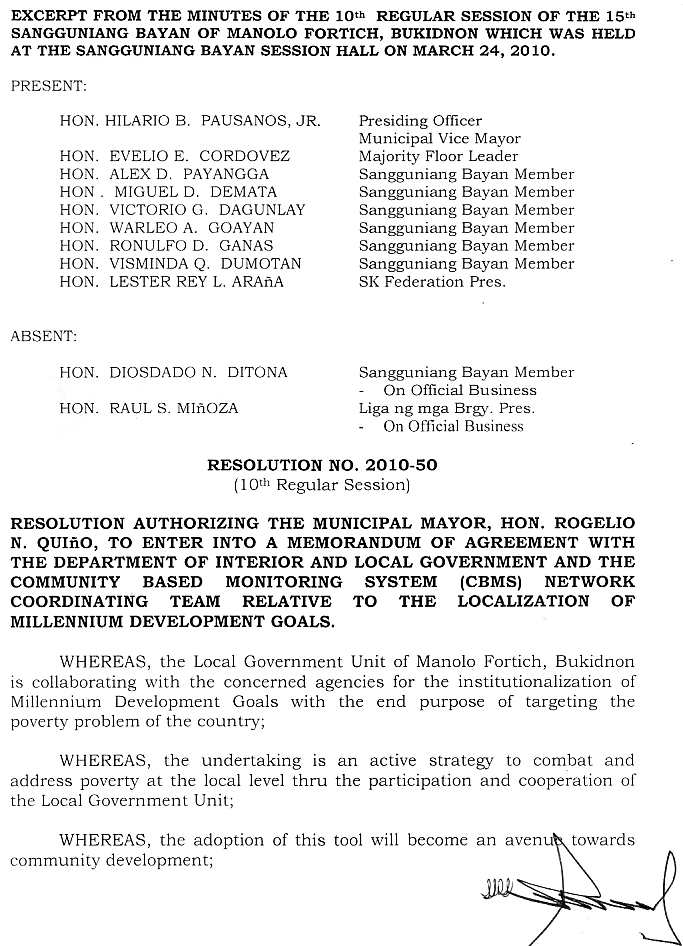 EXCERPT FROM THE MINUTES OF THE 10th REGULAR SESSION OF THE 15th
SANGGUNIANG BAYAN OF MANOLO FORTICH, BUKIDNON WHICH WAS HELD
AT THE SANGGUNIANG BAYAN SESSION HALL ON MARCH 24, 2010.
PRESENT:
HON. HILARIO B. PAUSANOS, JR. Presiding Officer
Municipal Vice Mayor
HON. EVELIO E. CORDOVEZ Majority Floor Leader
HON. ALEX D. PAYANGGA Sangguniang Bayan Member
HON . MIGUEL D. DEMATA Sangguniang Bayan Member
HON. VICTORIO G. DAGUNLAY Sangguniang Bayan Member
HON. WARLEO A. GOAYAN Sangguniang Bayan Member
HON. RONULFO D. GANAS Sangguniang Bayan Member
HON. VISMINDA Q. DUMOTAN Sangguniang Bayan Member
HON. LESTER REY L. ARAñA SK Federation Pres.
ABSENT:
HON. DIOSDADO N. DITONA Sangguniang Bayan Member
- On Official Business
HON. RAUL S. MIñOZA Liga ng mga Brgy. Pres.
- On Official Business
RESOLUTION NO. 2010-50
(10th Regular Session)
RESOLUTION AUTHORIZING THE MUNICIPAL MAYOR, HON. ROGELIO
N. QUIñO, TO ENTER INTO A MEMORANDUM OF AGREEMENT WITH
THE DEPARTMENT OF INTERIOR AND LOCAL GOVERNMENT AND THE
COMMUNITY BASED MONITORING SYSTEM (CBMS) NETWORK
COORDINATING TEAM RELATIVE TO THE LOCALIZATION OF
MILLENNIUM DEVELOPMENT GOALS.
WHEREAS, the Local Government Unit of Manolo Fortich, Bukidnon
is collaborating with the concerned agencies for the institutionalization of
Millennium Development Goals with the end purpose of targeting the
poverty problem of the country;
WHEREAS, the undertaking is an active strategy to combat and
address poverty at the local level thru the participation and cooperation of
the Local Government Unit;
WHEREAS, the adoption of this tool will become an avenue towards
community development;